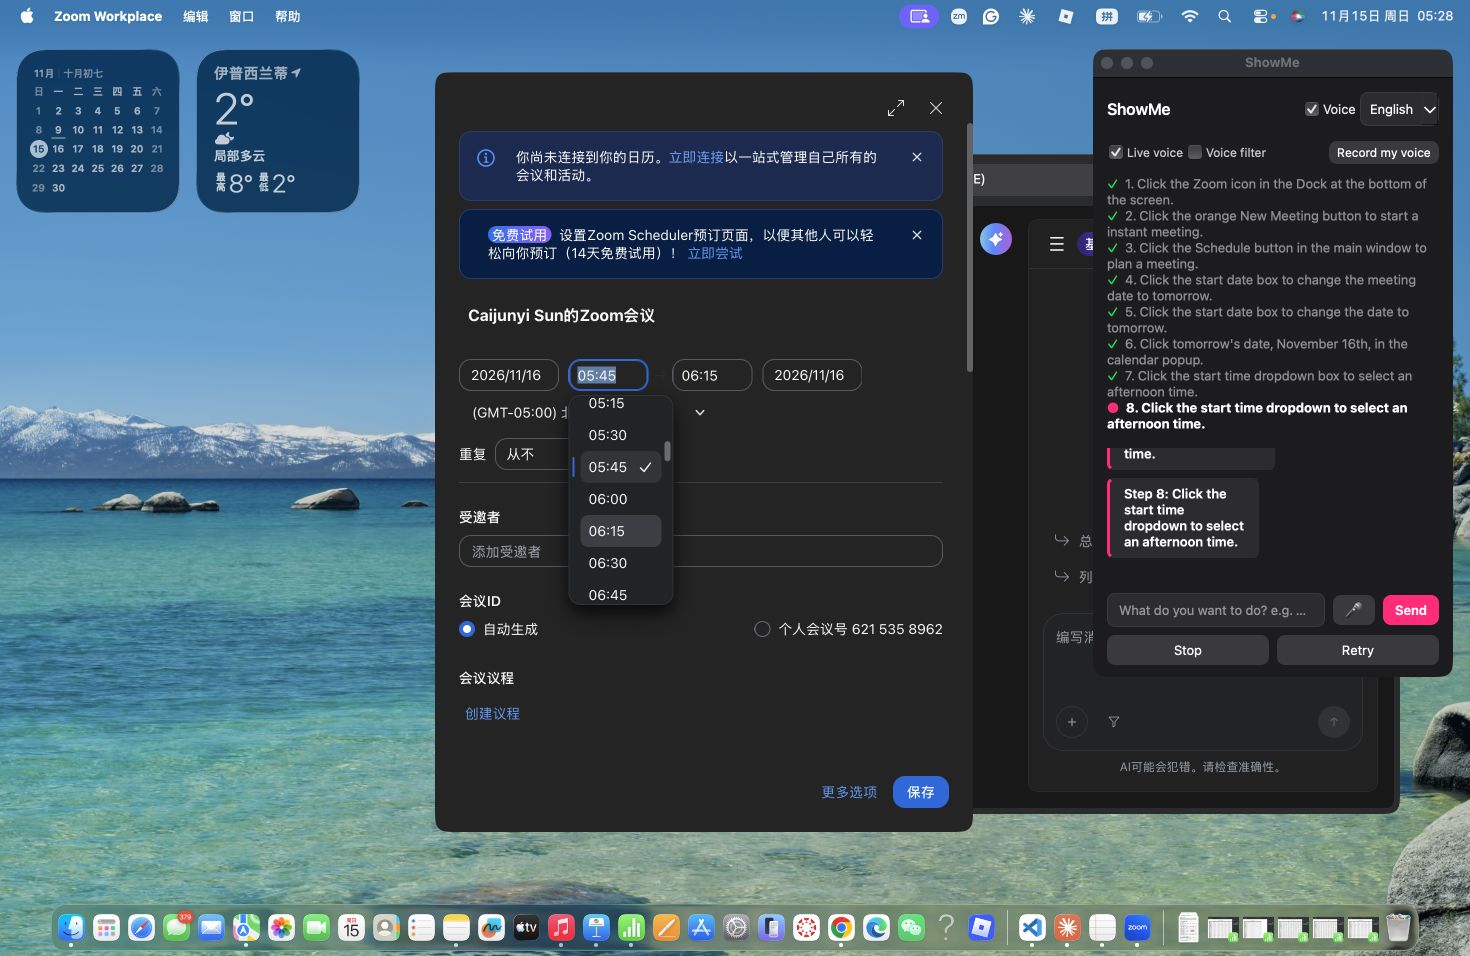 Zoom Workplace 编辑 窗口 帮助
zm
拼
11月15日 周日 05:28
11月 十月初七
日 一 二 三 四 五 六
1 2 3 4 5 6 7
8 9 10 11 12 13 14
15 16 17 18 19 20 21
22 23 24 25 26 27 28
29 30
伊普西兰蒂
2°
局部多云
最高 8° 最低 2°
你尚未连接到你的日历。立即连接以一站式管理自己所有的
会议和活动。
免费试用 设置Zoom Scheduler预订页面，以便其他人可以轻
松向你预订（14天免费试用）！ 立即尝试
Caijunyi Sun的Zoom会议
2026/11/16 05:45 06:15 2026/11/16
(GMT-05:00)
05:15
05:30
05:45
06:00
06:15
06:30
06:45
重复 从不
受邀者
添加受邀者
会议ID
自动生成 个人会议号 621 535 8962
会议议程
创建议程
更多选项 保存
E)
总
列
编写消
AI可能会犯错。请检查准确性。
ShowMe
ShowMe Voice English
Live voice Voice filter Record my voice
1. Click the Zoom icon in the Dock at the bottom of
the screen.
2. Click the orange New Meeting button to start a
instant meeting.
3. Click the Schedule button in the main window to
plan a meeting.
4. Click the start date box to change the meeting
date to tomorrow.
5. Click the start date box to change the date to
tomorrow.
6. Click tomorrow's date, November 16th, in the
calendar popup.
7. Click the start time dropdown box to select an
afternoon time.
8. Click the start time dropdown to select an
afternoon time.
time.
Step 8: Click the
start time
dropdown to select
an afternoon time.
What do you want to do? e.g. ... Send
Stop Retry
379
周日
15
tv
zoom